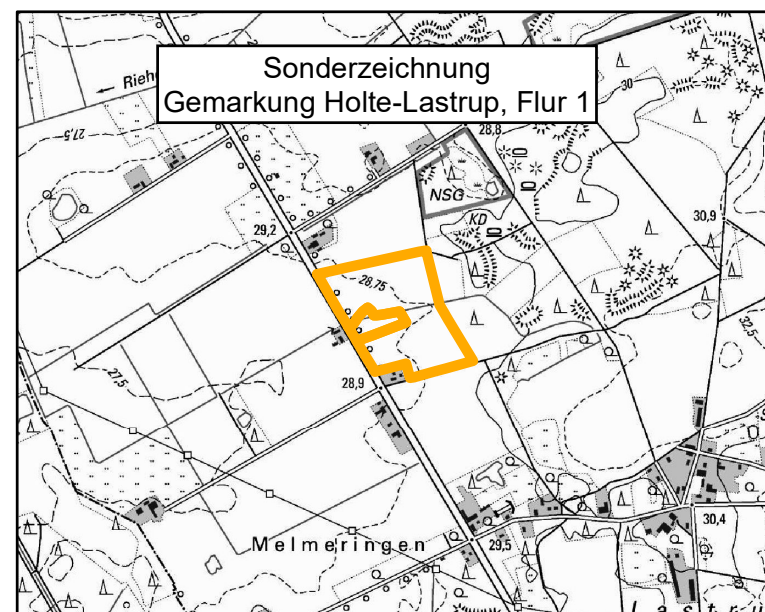 Sonderzeichnung
Gemarkung Holte-Lastrup, Flur 1
27,5
30
28,8
NSG
KD
30,9
29,2
28,75
32,5
27,5
28,9
Melmeringen
29,5
30,4